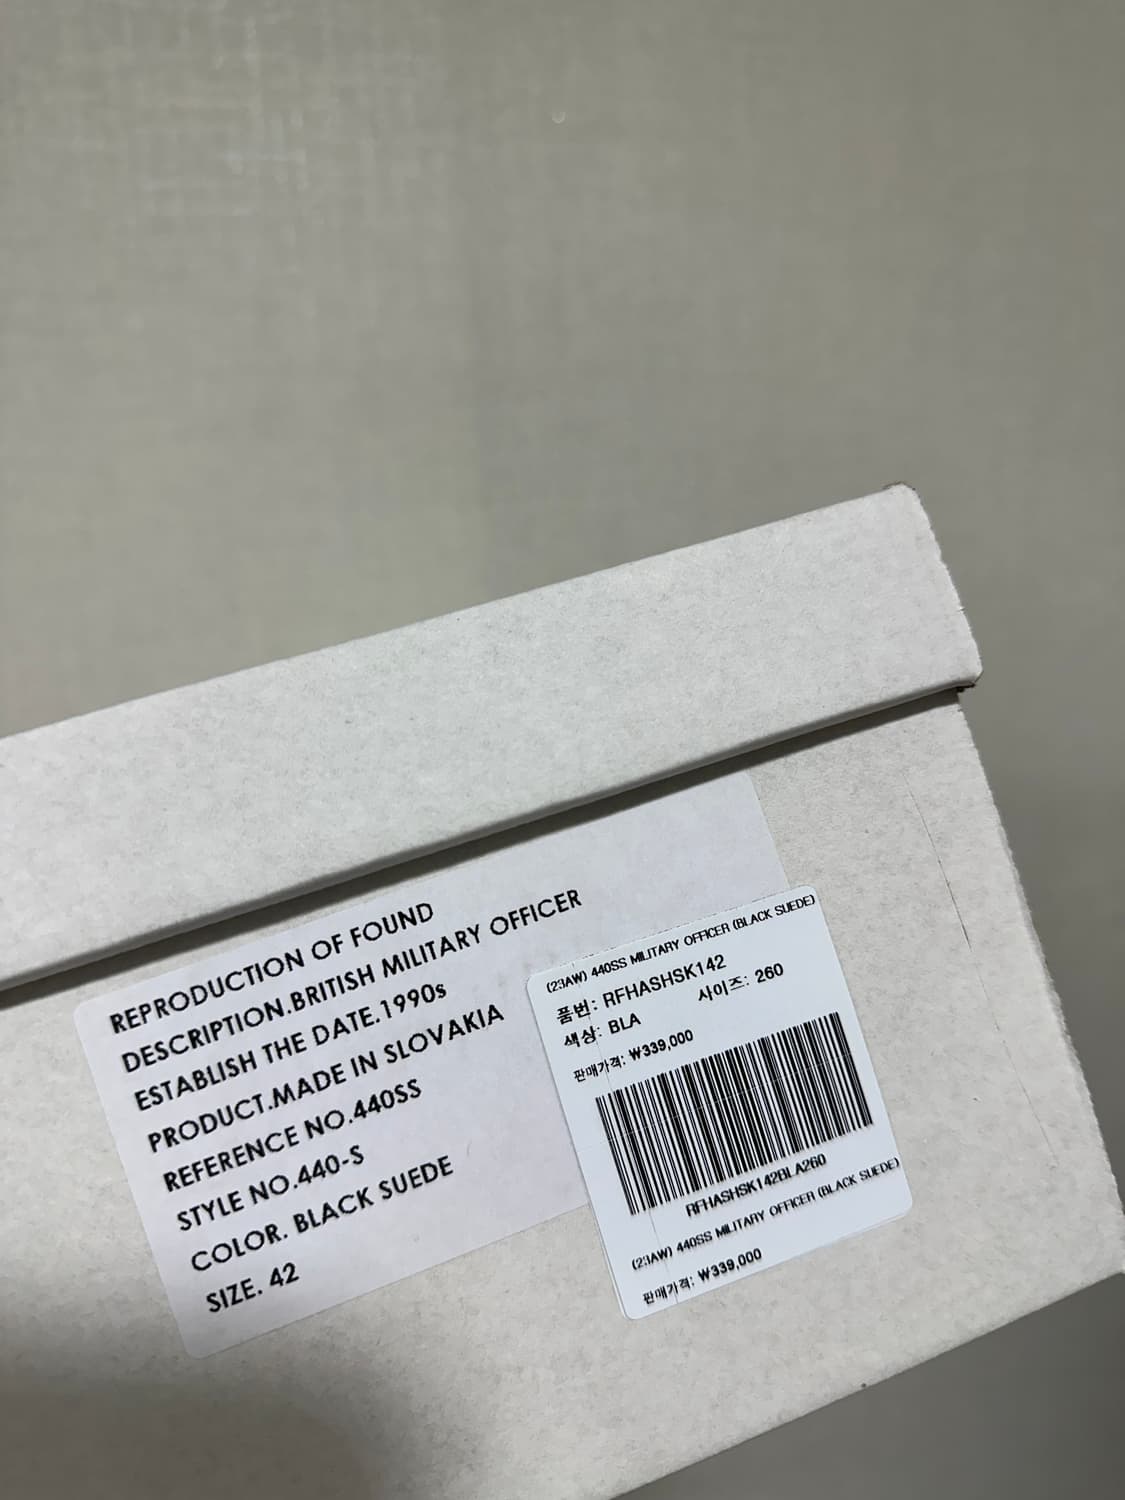 REPRODUCTION OF FOUND
DESCRIPTION.BRITISH MILITARY OFFICER
ESTABLISH THE DATE.1990s
PRODUCT.MADE IN SLOVAKIA
REFERENCE NO.440SS
STYLE NO.440-S
COLOR. BLACK SUEDE
SIZE. 42
(23AW) 440SS MILITARY OFFICER (BLACK SUEDE)
품번: RFHASHSK142
색상: BLA 사이즈: 260
판매가격: ₩339,000
RFHASHSK142BLA260
(23AW) 440SS MILITARY OFFICER (BLACK SUEDE)
판매가격: ₩339,000